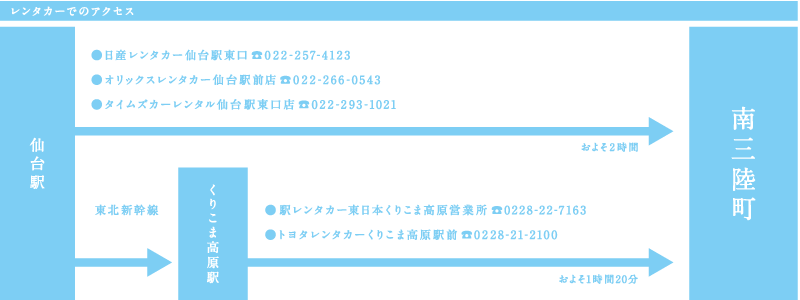 レンタカーでのアクセス
仙台駅
●日産レンタカー仙台駅東口 ☎022-257-4123
●オリックスレンタカー仙台駅前店 ☎022-266-0543
●タイムズカーレンタル仙台駅東口店 ☎022-293-1021
およそ2時間
東北新幹線
くりこま高原駅
●駅レンタカー東日本くりこま高原営業所 ☎0228-22-7163
●トヨタレンタカーくりこま高原駅前 ☎0228-21-2100
およそ1時間20分
南三陸町